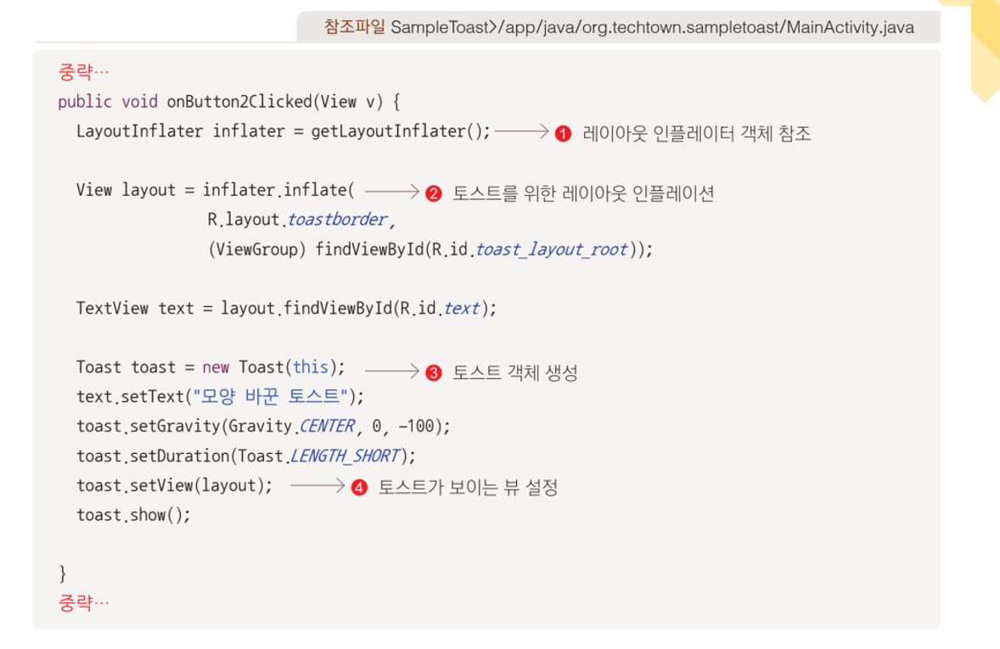 참조파일 SampleToast>/app/java/org.techtown.sampletoast/MainActivity.java
중략…
public void onButton2Clicked(View v) {
LayoutInflater inflater = getLayoutInflater(); ❶ 레이아웃 인플레이터 객체 참조
View layout = inflater.inflate( ❷ 토스트를 위한 레이아웃 인플레이션
R.layout.toastborder,
(ViewGroup) findViewById(R.id.toast_layout_root));
TextView text = layout.findViewById(R.id.text);
Toast toast = new Toast(this); ❸ 토스트 객체 생성
text.setText("모양 바꾼 토스트");
toast.setGravity(Gravity.CENTER, 0, -100);
toast.setDuration(Toast.LENGTH_SHORT);
toast.setView(layout); ❹ 토스트가 보이는 뷰 설정
toast.show();
}
중략…